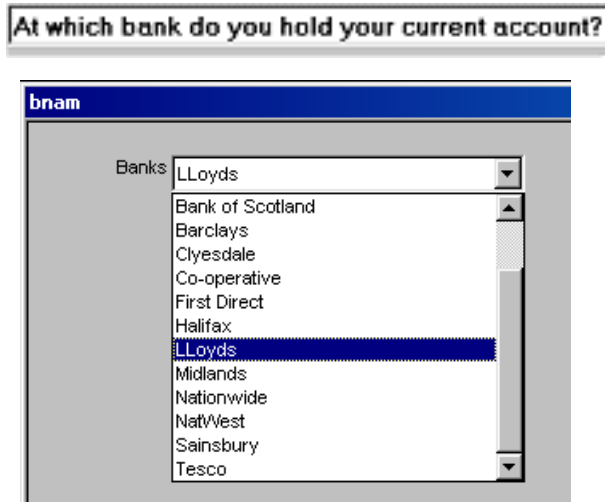 At which bank do you hold your current account?
bnam
Banks LLoyds
Bank of Scotland
Barclays
Clyesdale
Co-operative
First Direct
Halifax
LLoyds
Midlands
Nationwide
NatWest
Sainsbury
Tesco